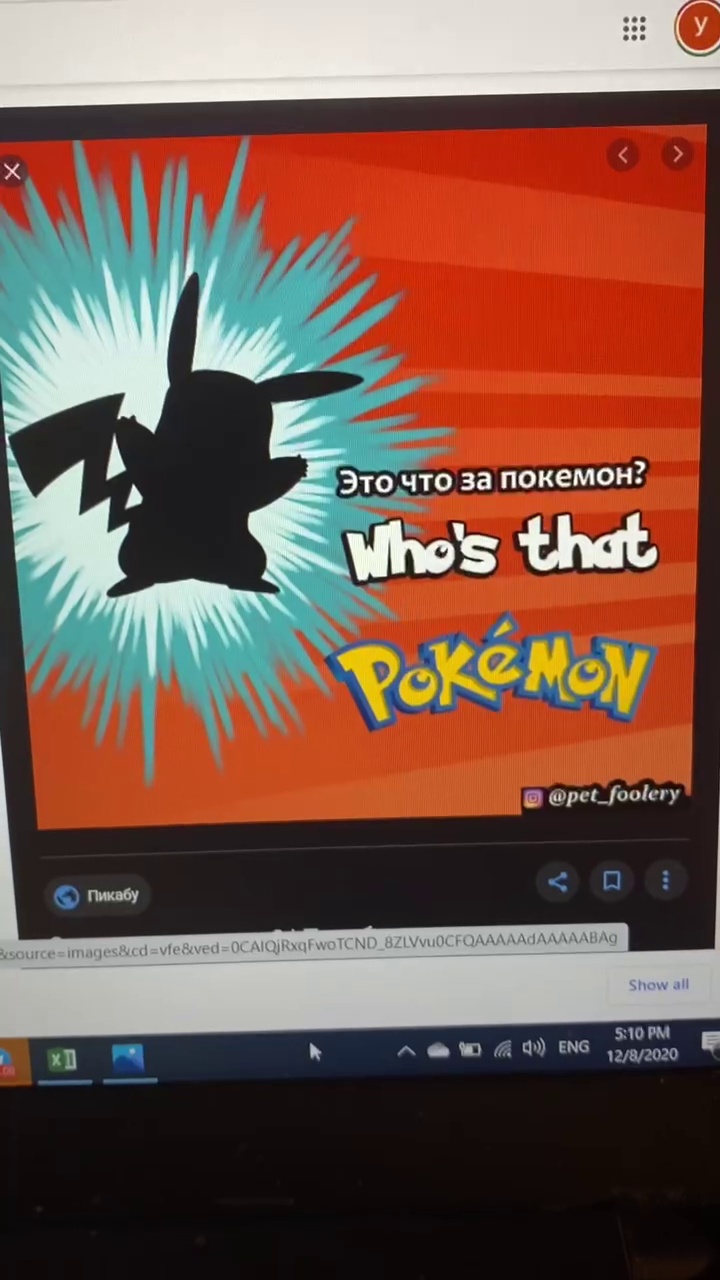 У
Это что за покемон?
Who's that
POKéMON
@pet_foolery
Пикабу
&source=images&cd=vfe&ved=0CAIQjRxqFwoTCND_8ZLVvu0CFQAAAAAdAAAAABAg
Show all
5:10 PM
ENG
12/8/2020